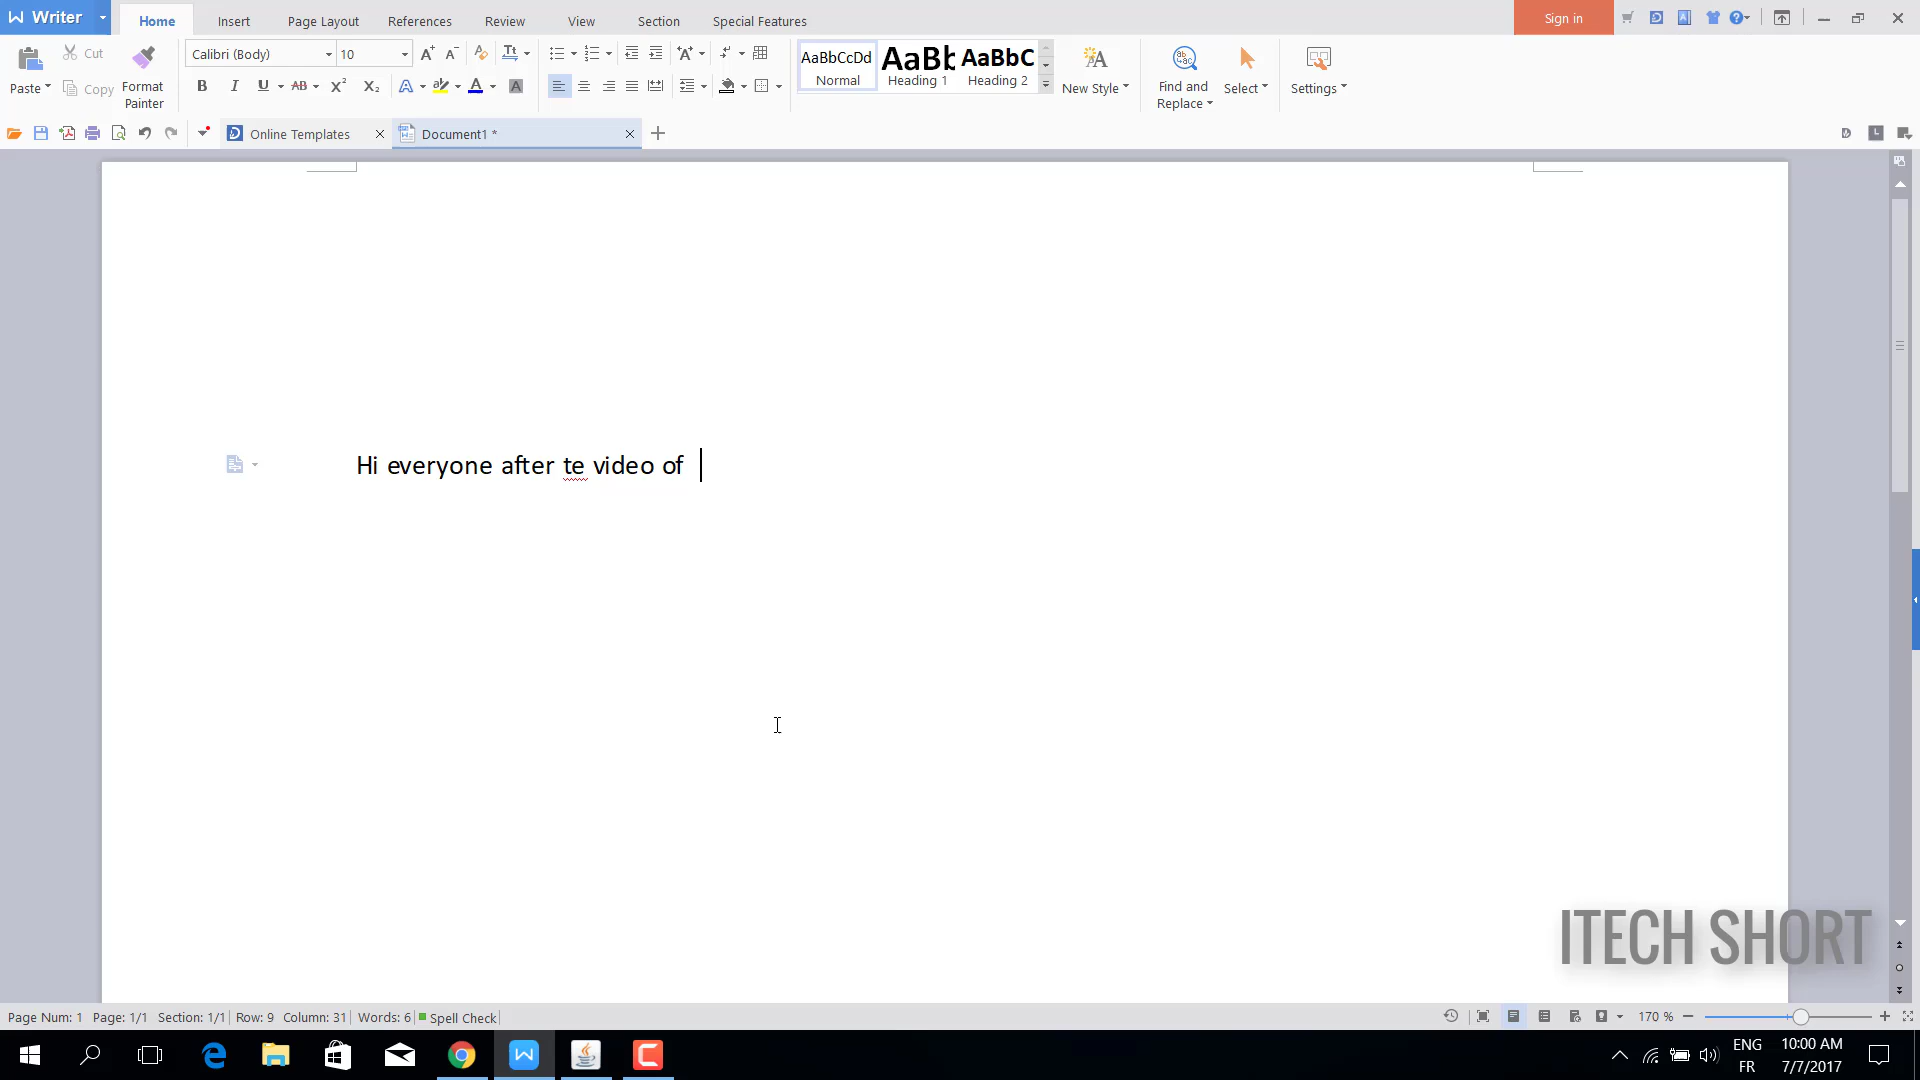 Writer
Home Insert Page Layout References Review View Section Special Features
Sign in
Paste Cut Copy Format Painter
Calibri (Body) 10
AaBbCcDd AaBb AaBbC
Normal Heading 1 Heading 2
New Style Find and Replace Select Settings
Online Templates Document1 *
Hi everyone after te video of
ITECH SHORT
Page Num: 1 Page: 1/1 Section: 1/1 Row: 9 Column: 31 Words: 6 Spell Check 170 %
ENG 10:00 AM
FR 7/7/2017